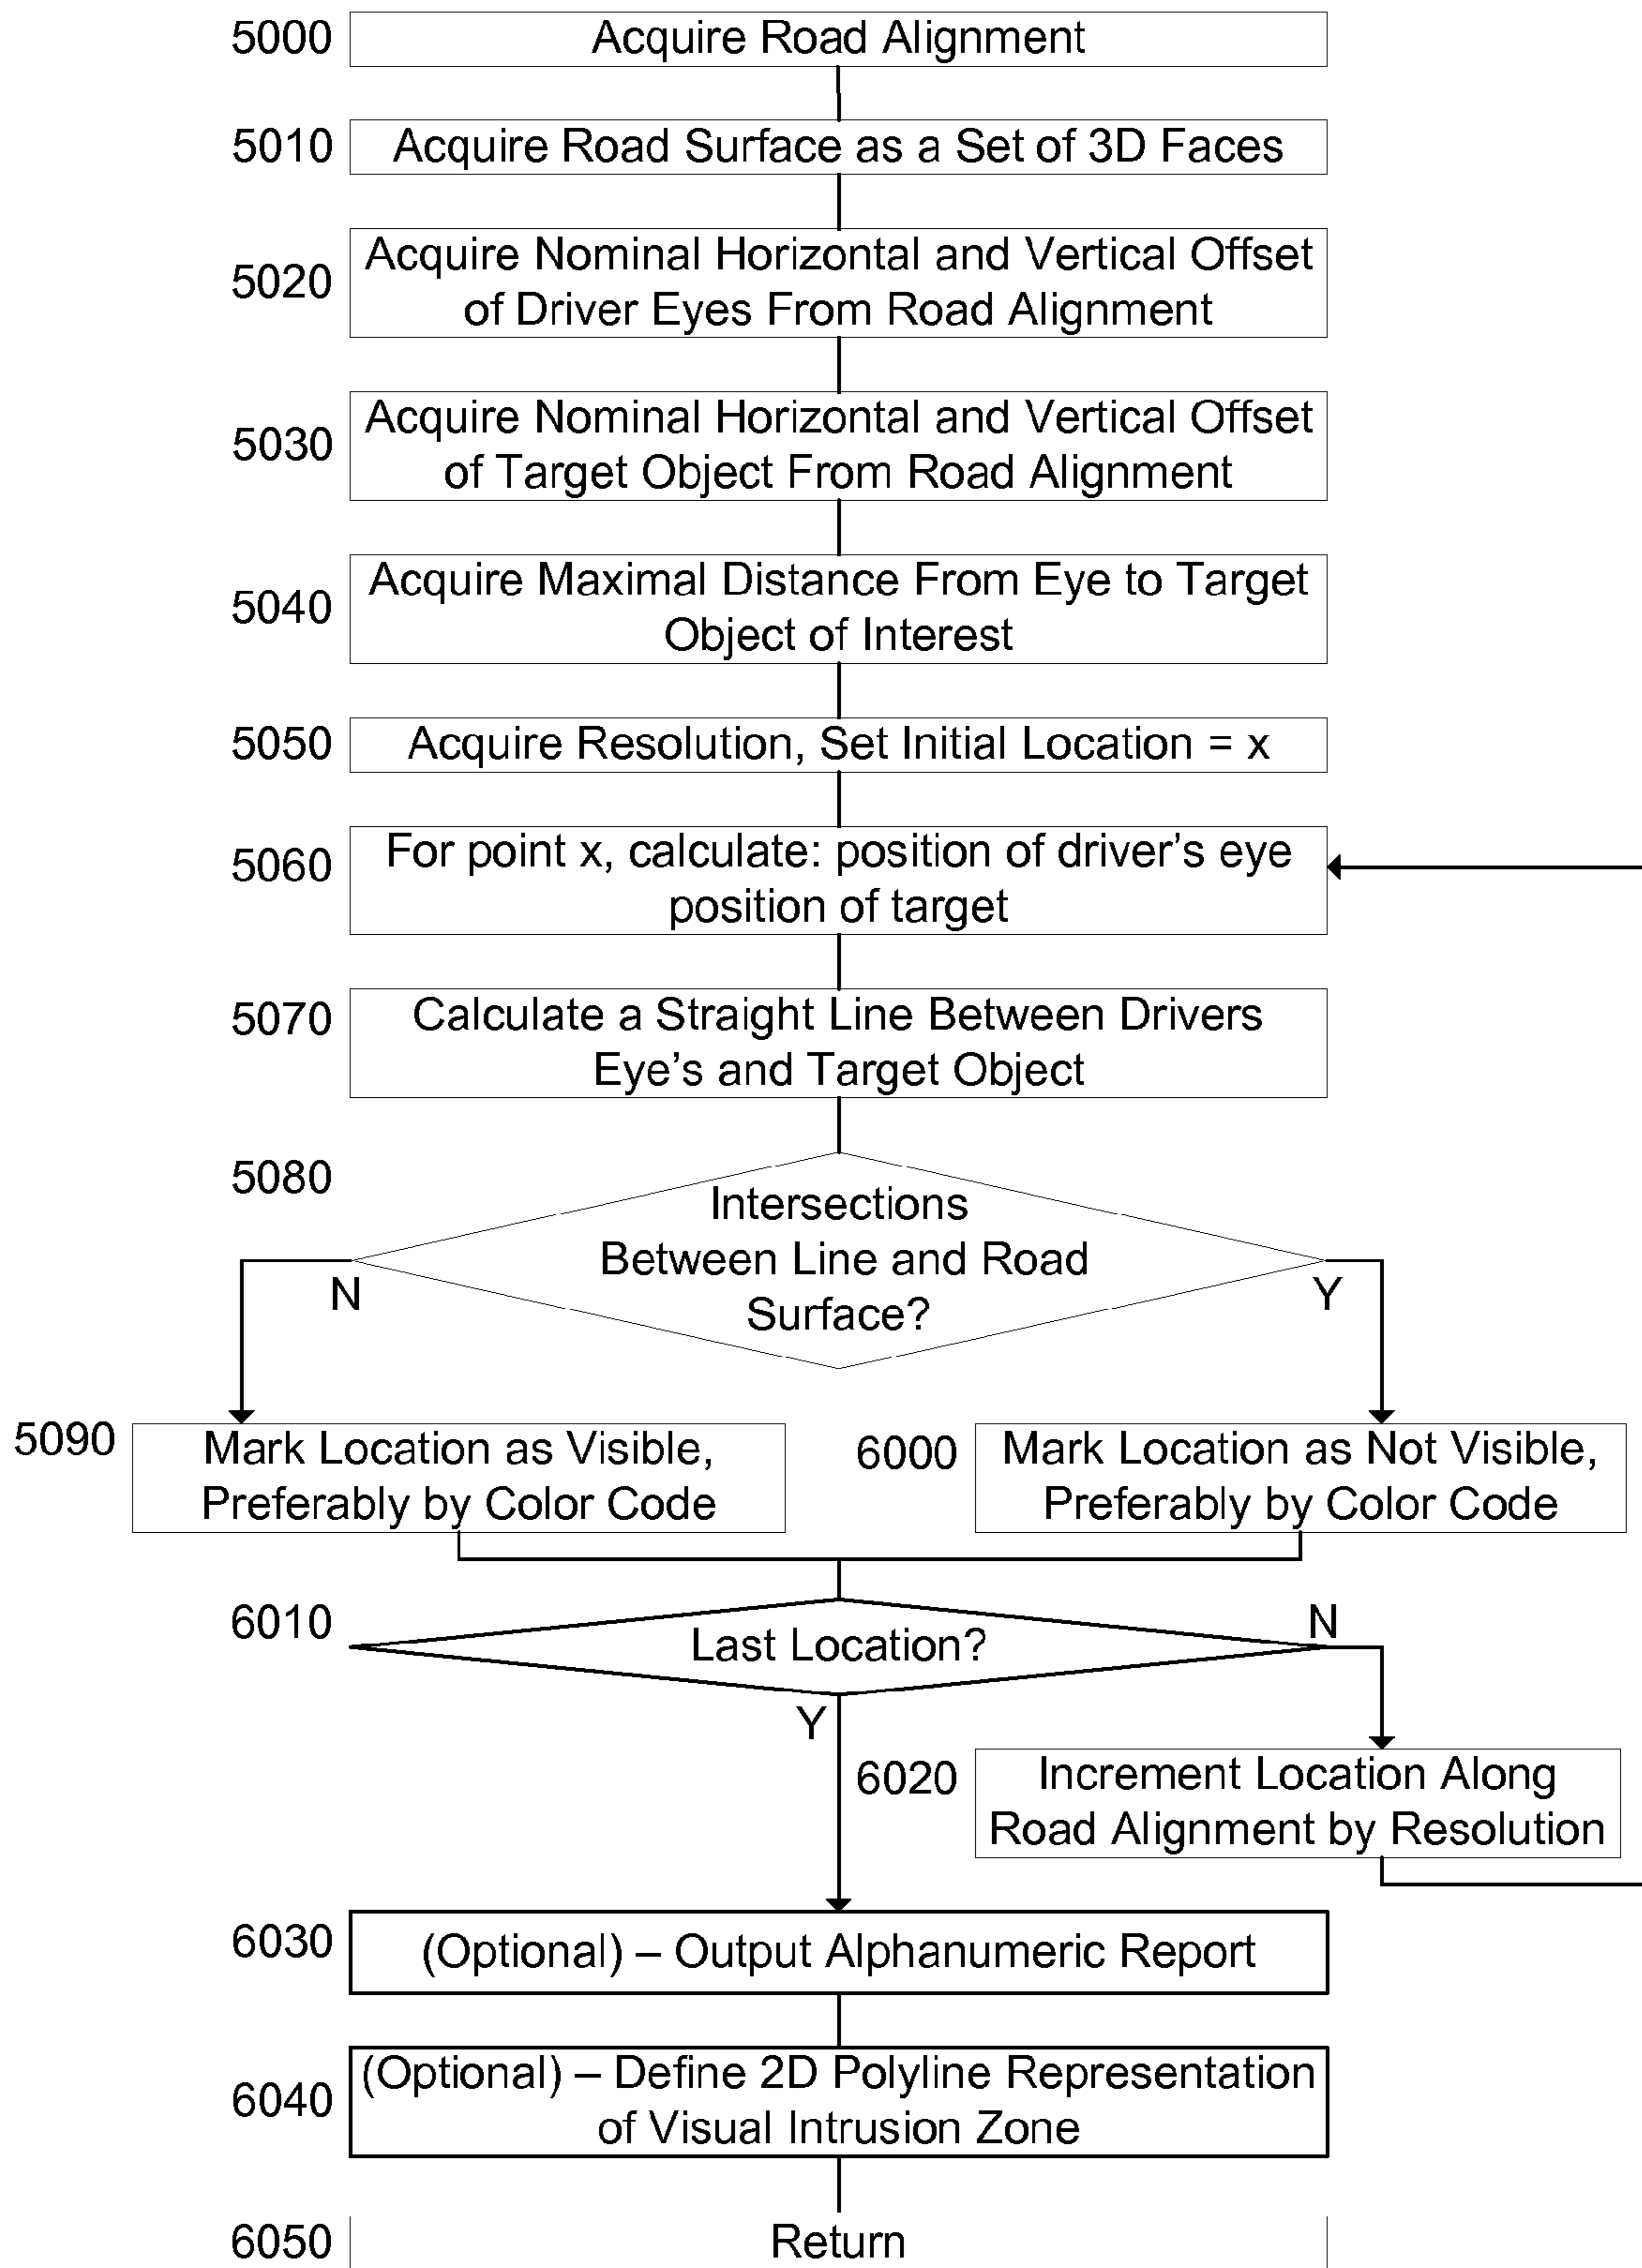 5000 Acquire Road Alignment
5010 Acquire Road Surface as a Set of 3D Faces
5020 Acquire Nominal Horizontal and Vertical Offset
of Driver Eyes From Road Alignment
5030 Acquire Nominal Horizontal and Vertical Offset
of Target Object From Road Alignment
5040 Acquire Maximal Distance From Eye to Target
Object of Interest
5050 Acquire Resolution, Set Initial Location = x
5060 For point x, calculate: position of driver's eye
position of target
5070 Calculate a Straight Line Between Drivers
Eye's and Target Object
5080
Intersections
Between Line and Road
Surface?
N
Y
5090 Mark Location as Visible,
Preferably by Color Code
6000 Mark Location as Not Visible,
Preferably by Color Code
6010 Last Location?
N
Y
6020 Increment Location Along
Road Alignment by Resolution
6030 (Optional) – Output Alphanumeric Report
6040 (Optional) – Define 2D Polyline Representation
of Visual Intrusion Zone
6050 Return